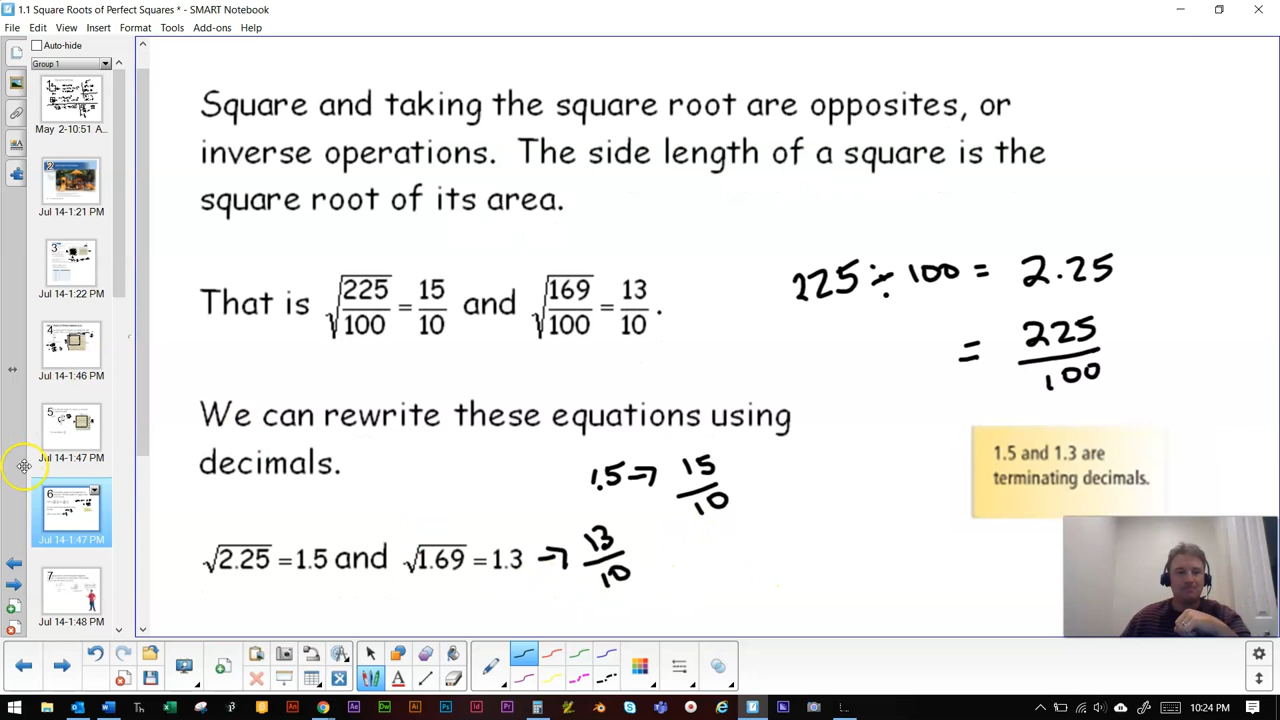 1.1 Square Roots of Perfect Squares * - SMART Notebook
File Edit View Insert Format Tools Add-ons Help
Auto-hide
Group 1
May 2-10:51 A...
Jul 14-1:21 PM
Jul 14-1:22 PM
Jul 14-1:46 PM
Jul 14-1:47 PM
Jul 14-1:47 PM
Jul 14-1:48 PM
Square and taking the square root are opposites, or
inverse operations. The side length of a square is the
square root of its area.
That is √225/100 = 15/10 and √169/100 = 13/10.
225 ÷ 100 = 2.25
= 225/100
We can rewrite these equations using
decimals.
1.5 → 15/10
√2.25 = 1.5 and √1.69 = 1.3 → 13/10
1.5 and 1.3 are
terminating decimals.
10:24 PM